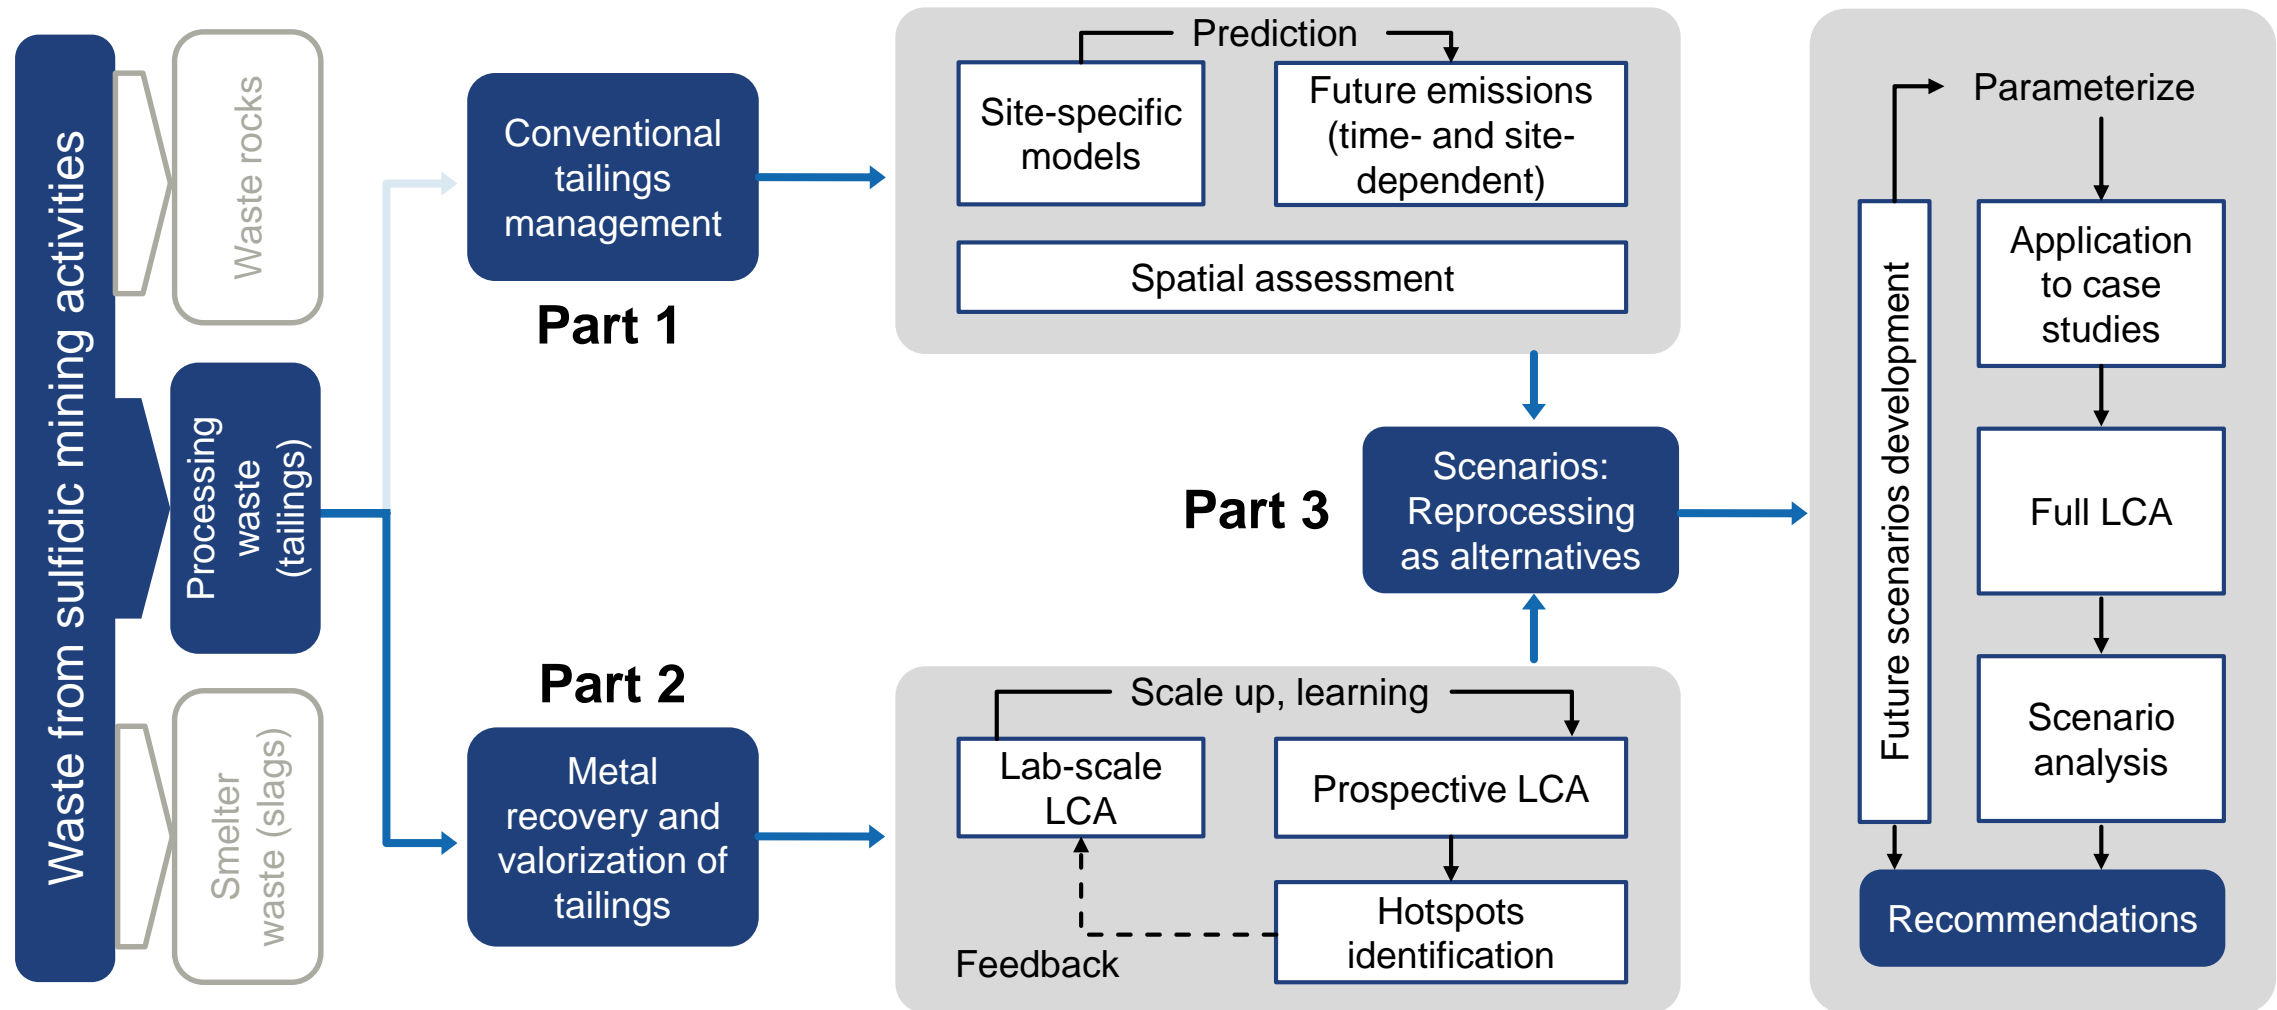 Waste from sulfidic mining activities
Waste rocks
Processing
waste
(tailings)
Smelter
waste (slags)
Conventional
tailings
management
Part 1
Prediction
Site-specific
models
Future emissions
(time- and site-
dependent)
Spatial assessment
Part 2
Metal
recovery and
valorization of
tailings
Scale up, learning
Lab-scale
LCA
Prospective LCA
Hotspots
identification
Feedback
Part 3
Scenarios:
Reprocessing
as alternatives
Future scenarios development
Parameterize
Application
to case
studies
Full LCA
Scenario
analysis
Recommendations